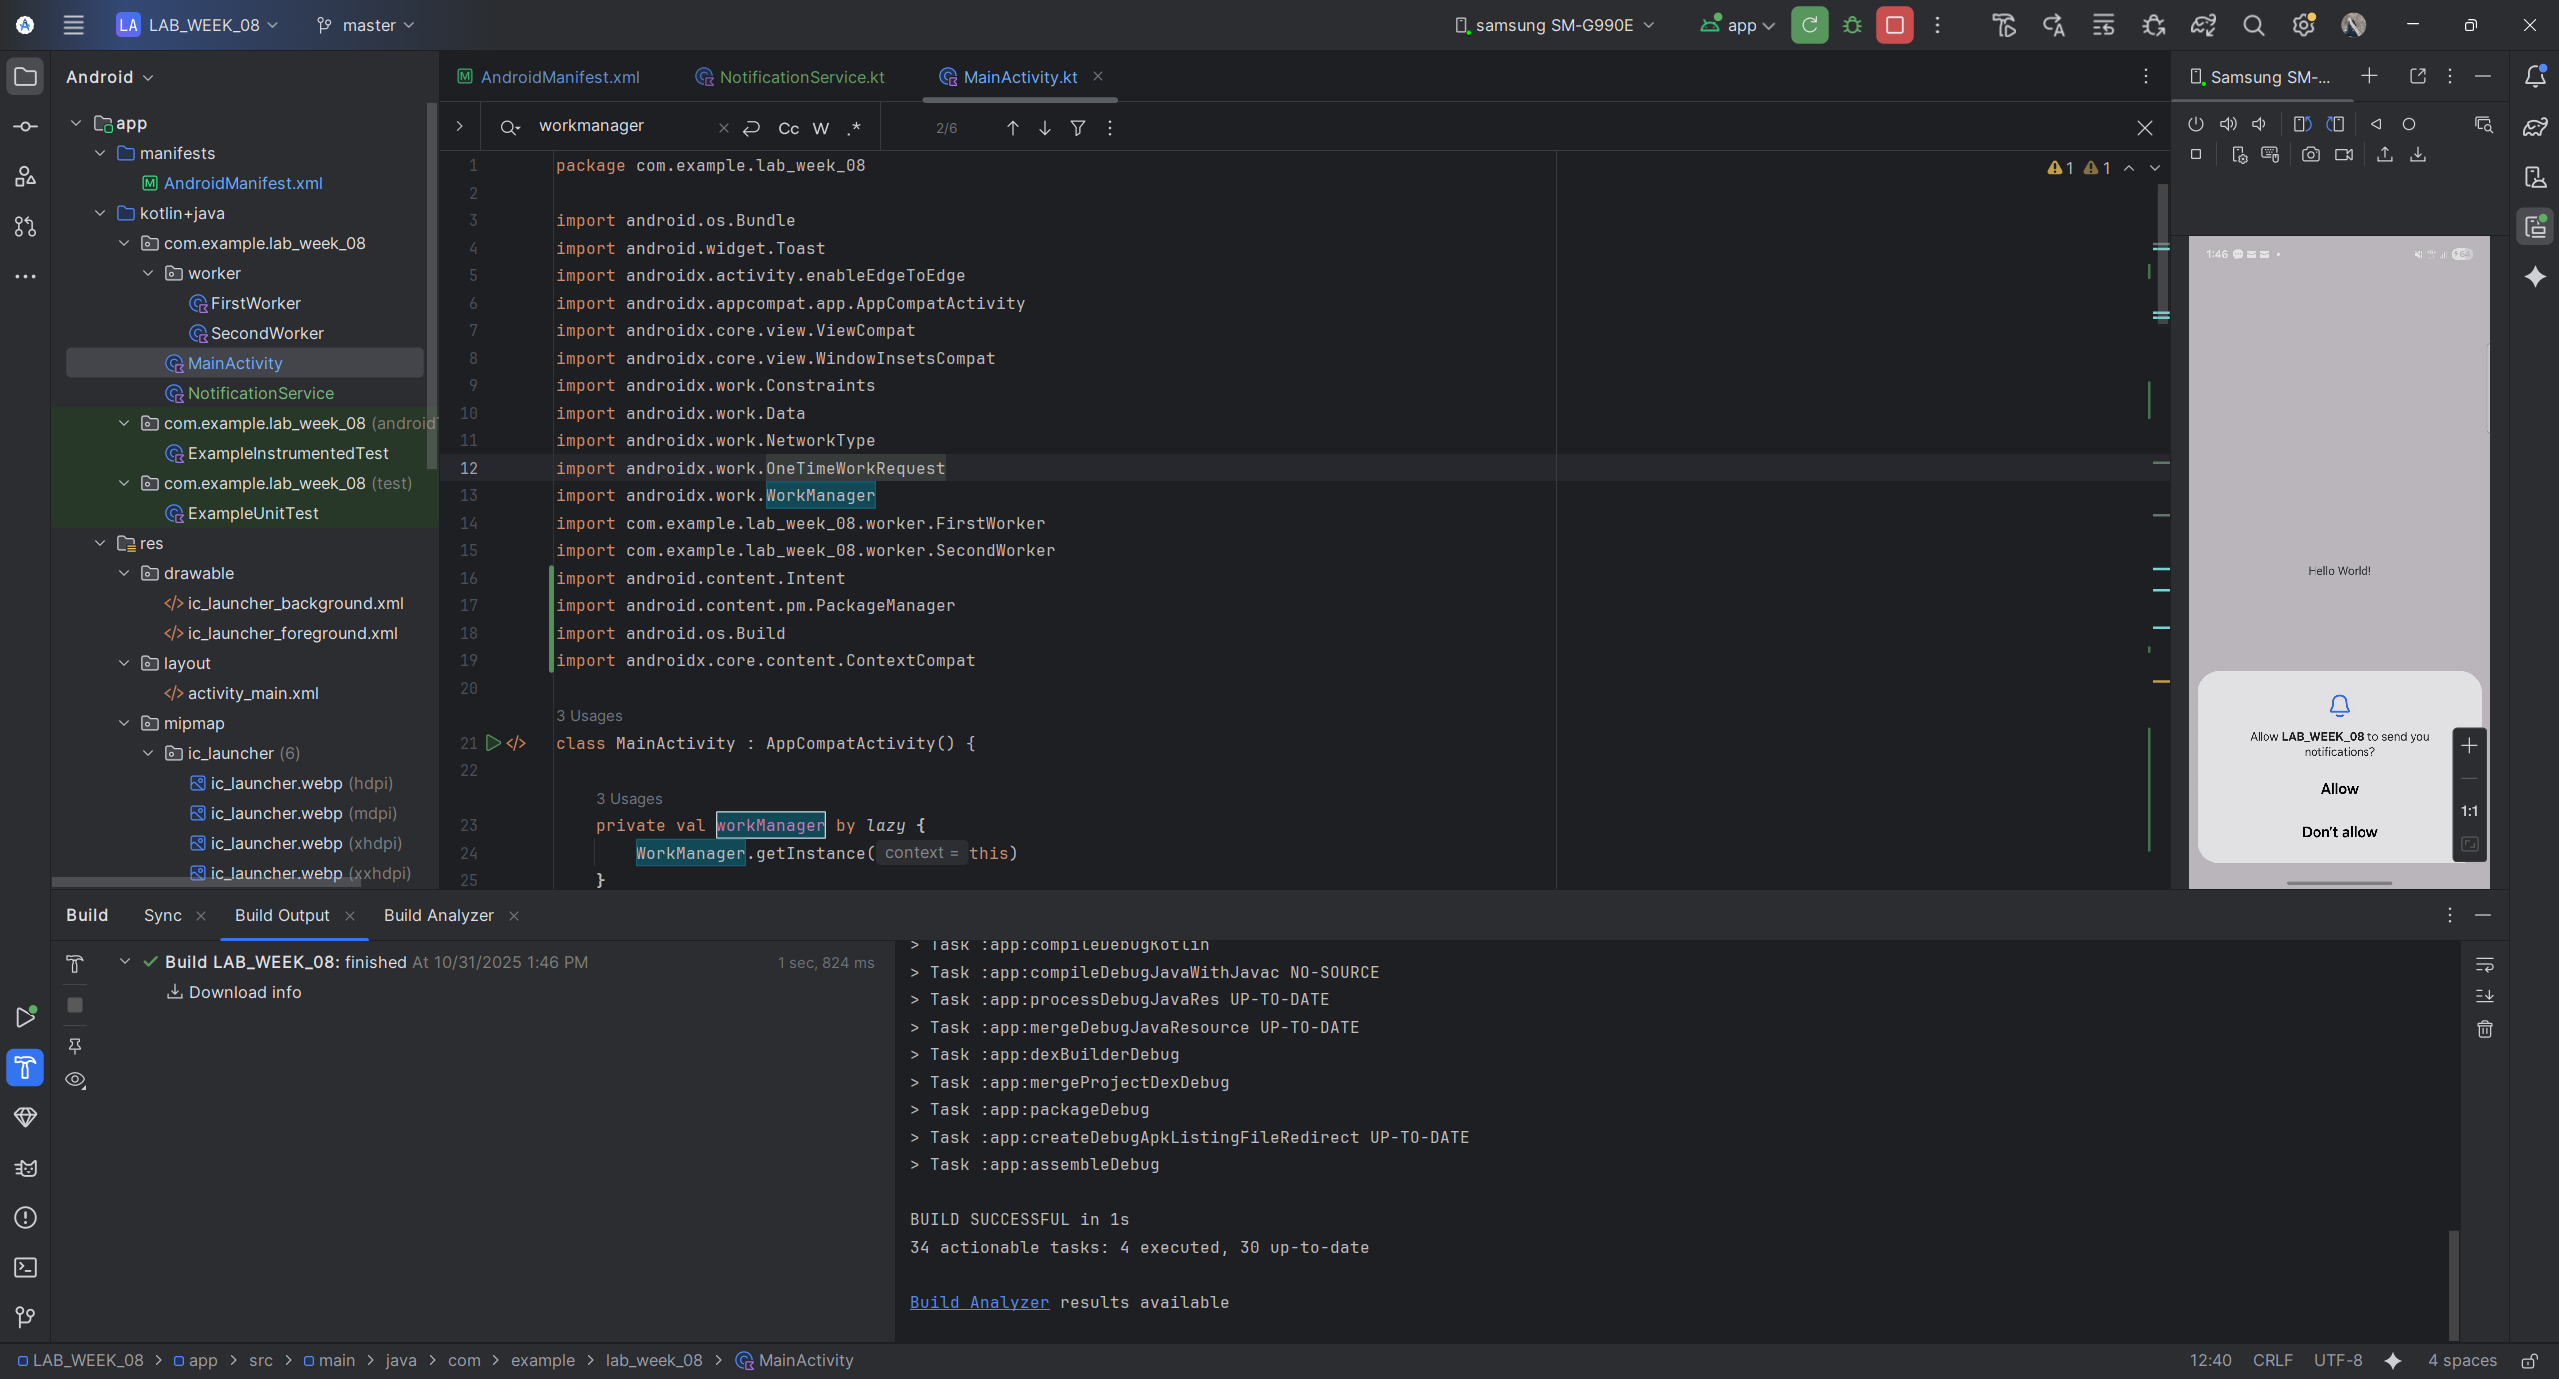 LA LAB_WEEK_08 master samsung SM-G990E app
Android
app
manifests
AndroidManifest.xml
kotlin+java
com.example.lab_week_08
worker
FirstWorker
SecondWorker
MainActivity
NotificationService
com.example.lab_week_08 (android
ExampleInstrumentedTest
com.example.lab_week_08 (test)
ExampleUnitTest
res
drawable
ic_launcher_background.xml
ic_launcher_foreground.xml
layout
activity_main.xml
mipmap
ic_launcher (6)
ic_launcher.webp (hdpi)
ic_launcher.webp (mdpi)
ic_launcher.webp (xhdpi)
ic_launcher.webp (xxhdpi)
AndroidManifest.xml NotificationService.kt MainActivity.kt
workmanager Cc W .* 2/6
1 1
1 package com.example.lab_week_08
2
3 import android.os.Bundle
4 import android.widget.Toast
5 import androidx.activity.enableEdgeToEdge
6 import androidx.appcompat.app.AppCompatActivity
7 import androidx.core.view.ViewCompat
8 import androidx.core.view.WindowInsetsCompat
9 import androidx.work.Constraints
10 import androidx.work.Data
11 import androidx.work.NetworkType
12 import androidx.work.OneTimeWorkRequest
13 import androidx.work.WorkManager
14 import com.example.lab_week_08.worker.FirstWorker
15 import com.example.lab_week_08.worker.SecondWorker
16 import android.content.Intent
17 import android.content.pm.PackageManager
18 import android.os.Build
19 import androidx.core.content.ContextCompat
20
3 Usages
21 class MainActivity : AppCompatActivity() {
22
3 Usages
23 private val workManager by lazy {
24 WorkManager.getInstance( context = this)
25 }
Samsung SM-...
1:46
Hello World!
Allow LAB_WEEK_08 to send you
notifications?
Allow
Don't allow
1:1
Build Sync Build Output Build Analyzer
Build LAB_WEEK_08: finished At 10/31/2025 1:46 PM 1 sec, 824 ms
Download info
> Task :app:compileDebugKotlin
> Task :app:compileDebugJavaWithJavac NO-SOURCE
> Task :app:processDebugJavaRes UP-TO-DATE
> Task :app:mergeDebugJavaResource UP-TO-DATE
> Task :app:dexBuilderDebug
> Task :app:mergeProjectDexDebug
> Task :app:packageDebug
> Task :app:createDebugApkListingFileRedirect UP-TO-DATE
> Task :app:assembleDebug
BUILD SUCCESSFUL in 1s
34 actionable tasks: 4 executed, 30 up-to-date
Build Analyzer results available
LAB_WEEK_08 > app > src > main > java > com > example > lab_week_08 > MainActivity
12:40 CRLF UTF-8 4 spaces